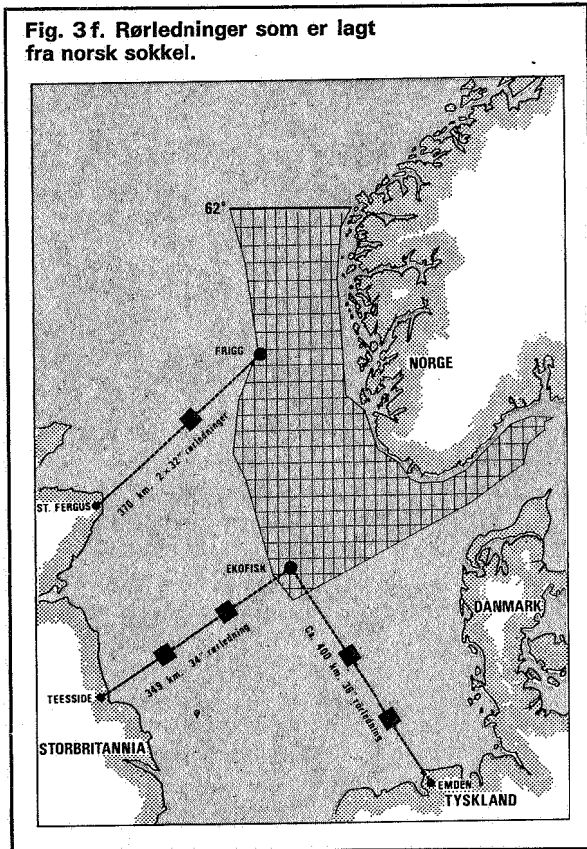 Fig. 3f. Rørledninger som er lagt
fra norsk sokkel.
62°
FRIGG
NORGE
370 km. 2×32" rørledninger
ST. FERGUS
EKOFISK
DANMARK
349 km. 34" rørledning
Ca. 400 km. 36" rørledning
TEESSIDE
STORBRITANNIA
EMDEN
TYSKLAND